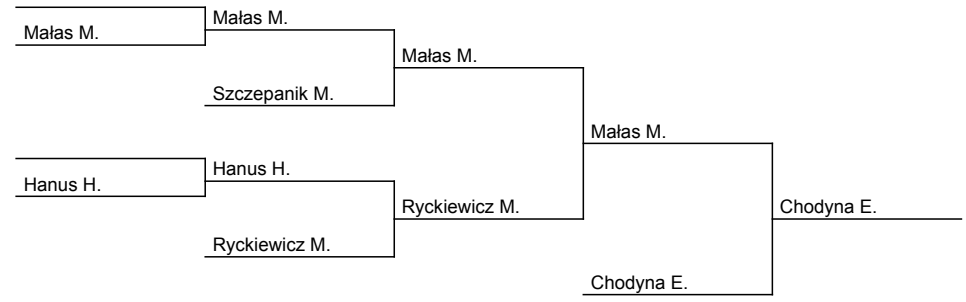 Małas M.
Małas M.
Małas M.
Szczepanik M.
Małas M.
Hanus H.
Hanus H.
Ryckiewicz M.
Chodyna E.
Ryckiewicz M.
Chodyna E.